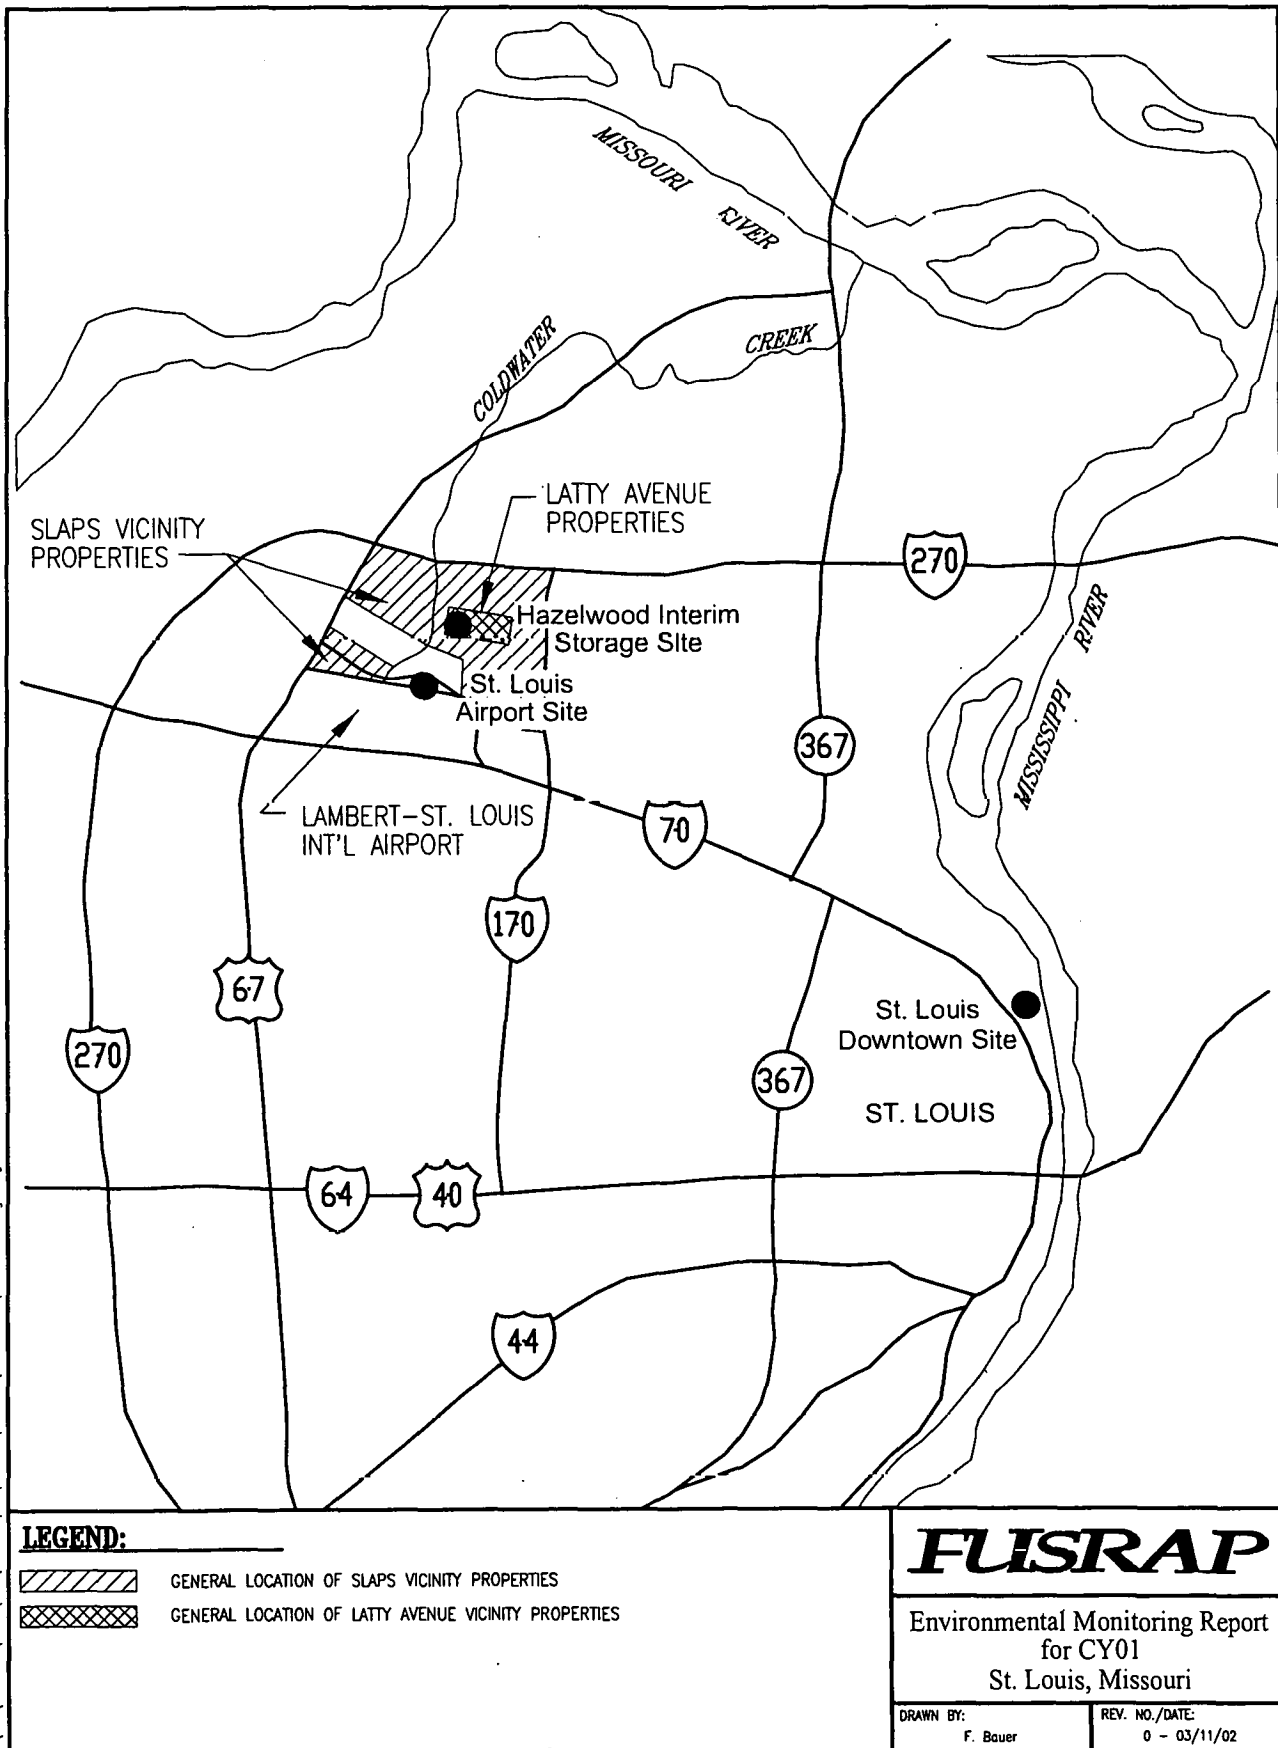 MISSOURI
RIVER
COLDWATER
CREEK
LATTY AVENUE
PROPERTIES
SLAPS VICINITY
PROPERTIES
270
Hazelwood Interim
Storage Site
MISSISSIPPI
RIVER
St. Louis
Airport Site
367
LAMBERT-ST. LOUIS
INT'L AIRPORT
70
170
67
St. Louis
Downtown Site
270
367
ST. LOUIS
64
40
44
LEGEND:
GENERAL LOCATION OF SLAPS VICINITY PROPERTIES
GENERAL LOCATION OF LATTY AVENUE VICINITY PROPERTIES
FUSRAP
Environmental Monitoring Report
for CY01
St. Louis, Missouri
DRAWN BY:
F. Bauer
REV. NO./DATE:
0 - 03/11/02